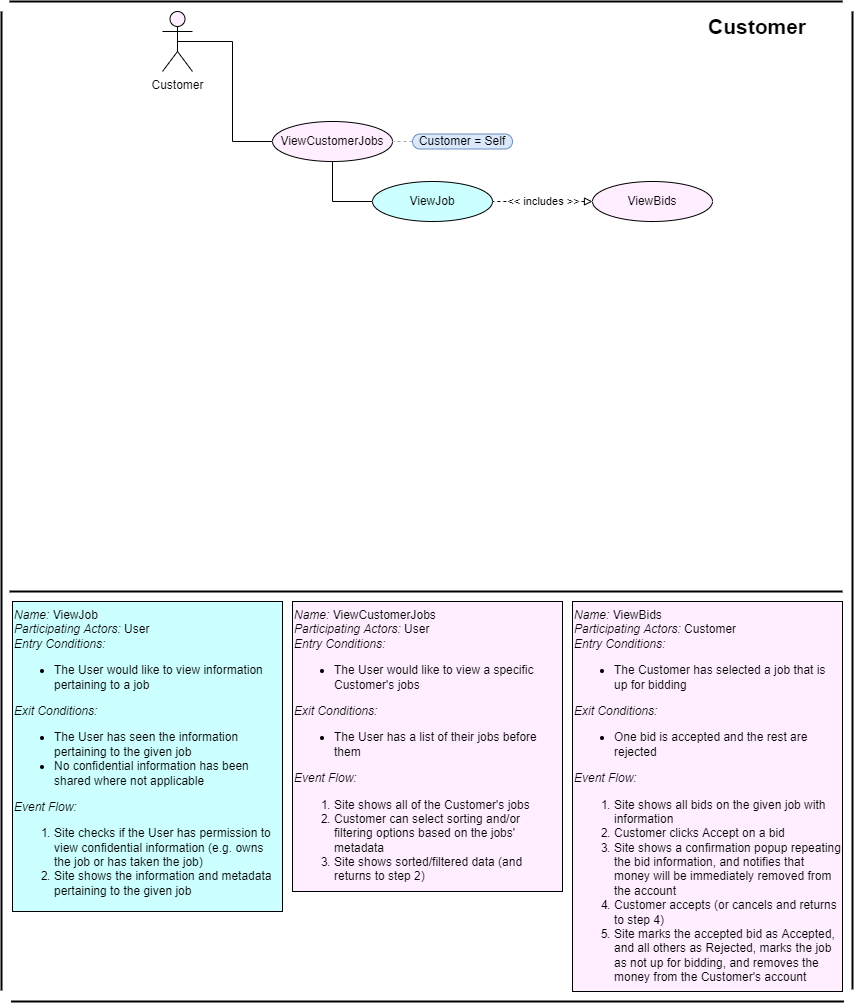 Customer
Customer
ViewCustomerJobs
Customer = Self
ViewJob
<< includes >>
ViewBids
Name: ViewJob
Participating Actors: User
Entry Conditions:
• The User would like to view information
pertaining to a job
Exit Conditions:
• The User has seen the information
pertaining to the given job
• No confidential information has been
shared where not applicable
Event Flow:
1. Site checks if the User has permission to
view confidential information (e.g. owns
the job or has taken the job)
2. Site shows the information and metadata
pertaining to the given job
Name: ViewCustomerJobs
Participating Actors: User
Entry Conditions:
• The User would like to view a specific
Customer's jobs
Exit Conditions:
• The User has a list of their jobs before
them
Event Flow:
1. Site shows all of the Customer's jobs
2. Customer can select sorting and/or
filtering options based on the jobs'
metadata
3. Site shows sorted/filtered data (and
returns to step 2)
Name: ViewBids
Participating Actors: Customer
Entry Conditions:
• The Customer has selected a job that is
up for bidding
Exit Conditions:
• One bid is accepted and the rest are
rejected
Event Flow:
1. Site shows all bids on the given job with
information
2. Customer clicks Accept on a bid
3. Site shows a confirmation popup repeating
the bid information, and notifies that
money will be immediately removed from
the account
4. Customer accepts (or cancels and returns
to step 4)
5. Site marks the accepted bid as Accepted,
and all others as Rejected, marks the job
as not up for bidding, and removes the
money from the Customer's account